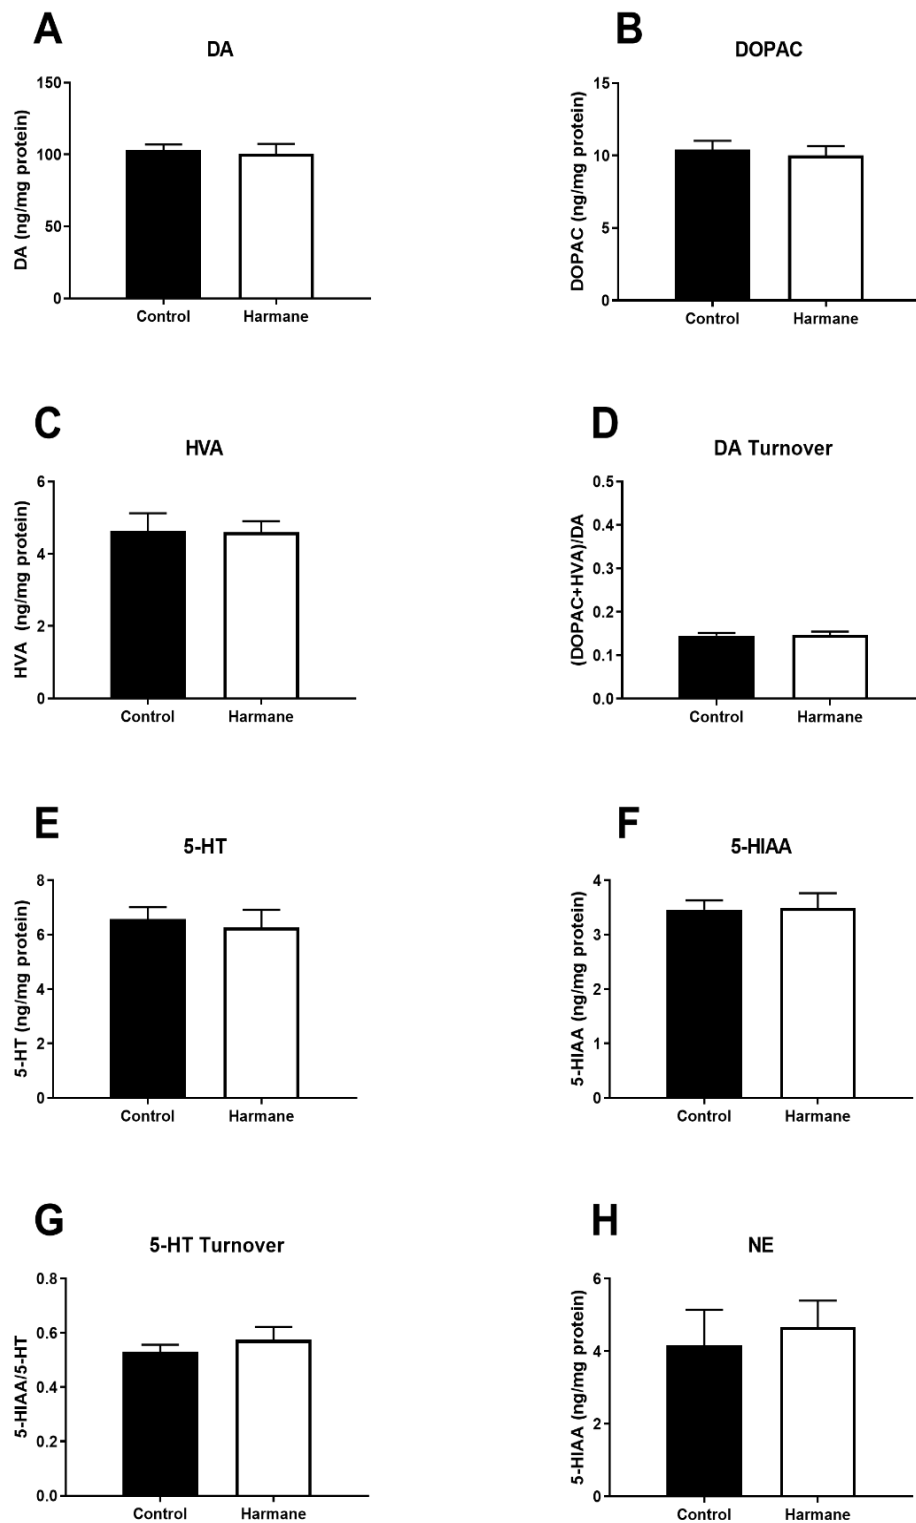 A
DA
DA (ng/mg protein)
150
100
50
0
Control
Harmane
B
DOPAC
DOPAC (ng/mg protein)
15
10
5
0
Control
Harmane
C
HVA
HVA (ng/mg protein)
6
4
2
0
Control
Harmane
D
DA Turnover
(DOPAC+HVA)/DA
0.5
0.4
0.3
0.2
0.1
0.0
Control
Harmane
E
5-HT
5-HT (ng/mg protein)
8
6
4
2
0
Control
Harmane
F
5-HIAA
5-HIAA (ng/mg protein)
4
3
2
1
0
Control
Harmane
G
5-HT Turnover
5-HIAA/5-HT
0.8
0.6
0.4
0.2
0.0
Control
Harmane
H
NE
5-HIAA (ng/mg protein)
6
4
2
0
Control
Harmane